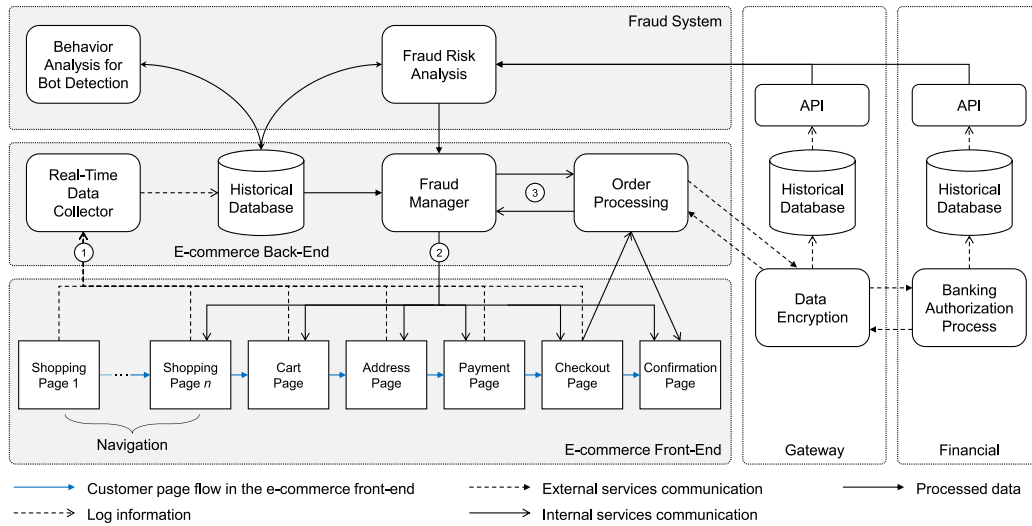 Fraud System
Behavior
Analysis for
Bot Detection
Fraud Risk
Analysis
API
API
Real-Time
Data
Collector
Historical
Database
Fraud
Manager
3
Order
Processing
Historical
Database
Historical
Database
1
E-commerce Back-End
2
Data
Encryption
Banking
Authorization
Process
Shopping
Page 1
...
Shopping
Page n
Cart
Page
Address
Page
Payment
Page
Checkout
Page
Confirmation
Page
Navigation
E-commerce Front-End
Gateway
Financial
Customer page flow in the e-commerce front-end
External services communication
Processed data
Log information
Internal services communication